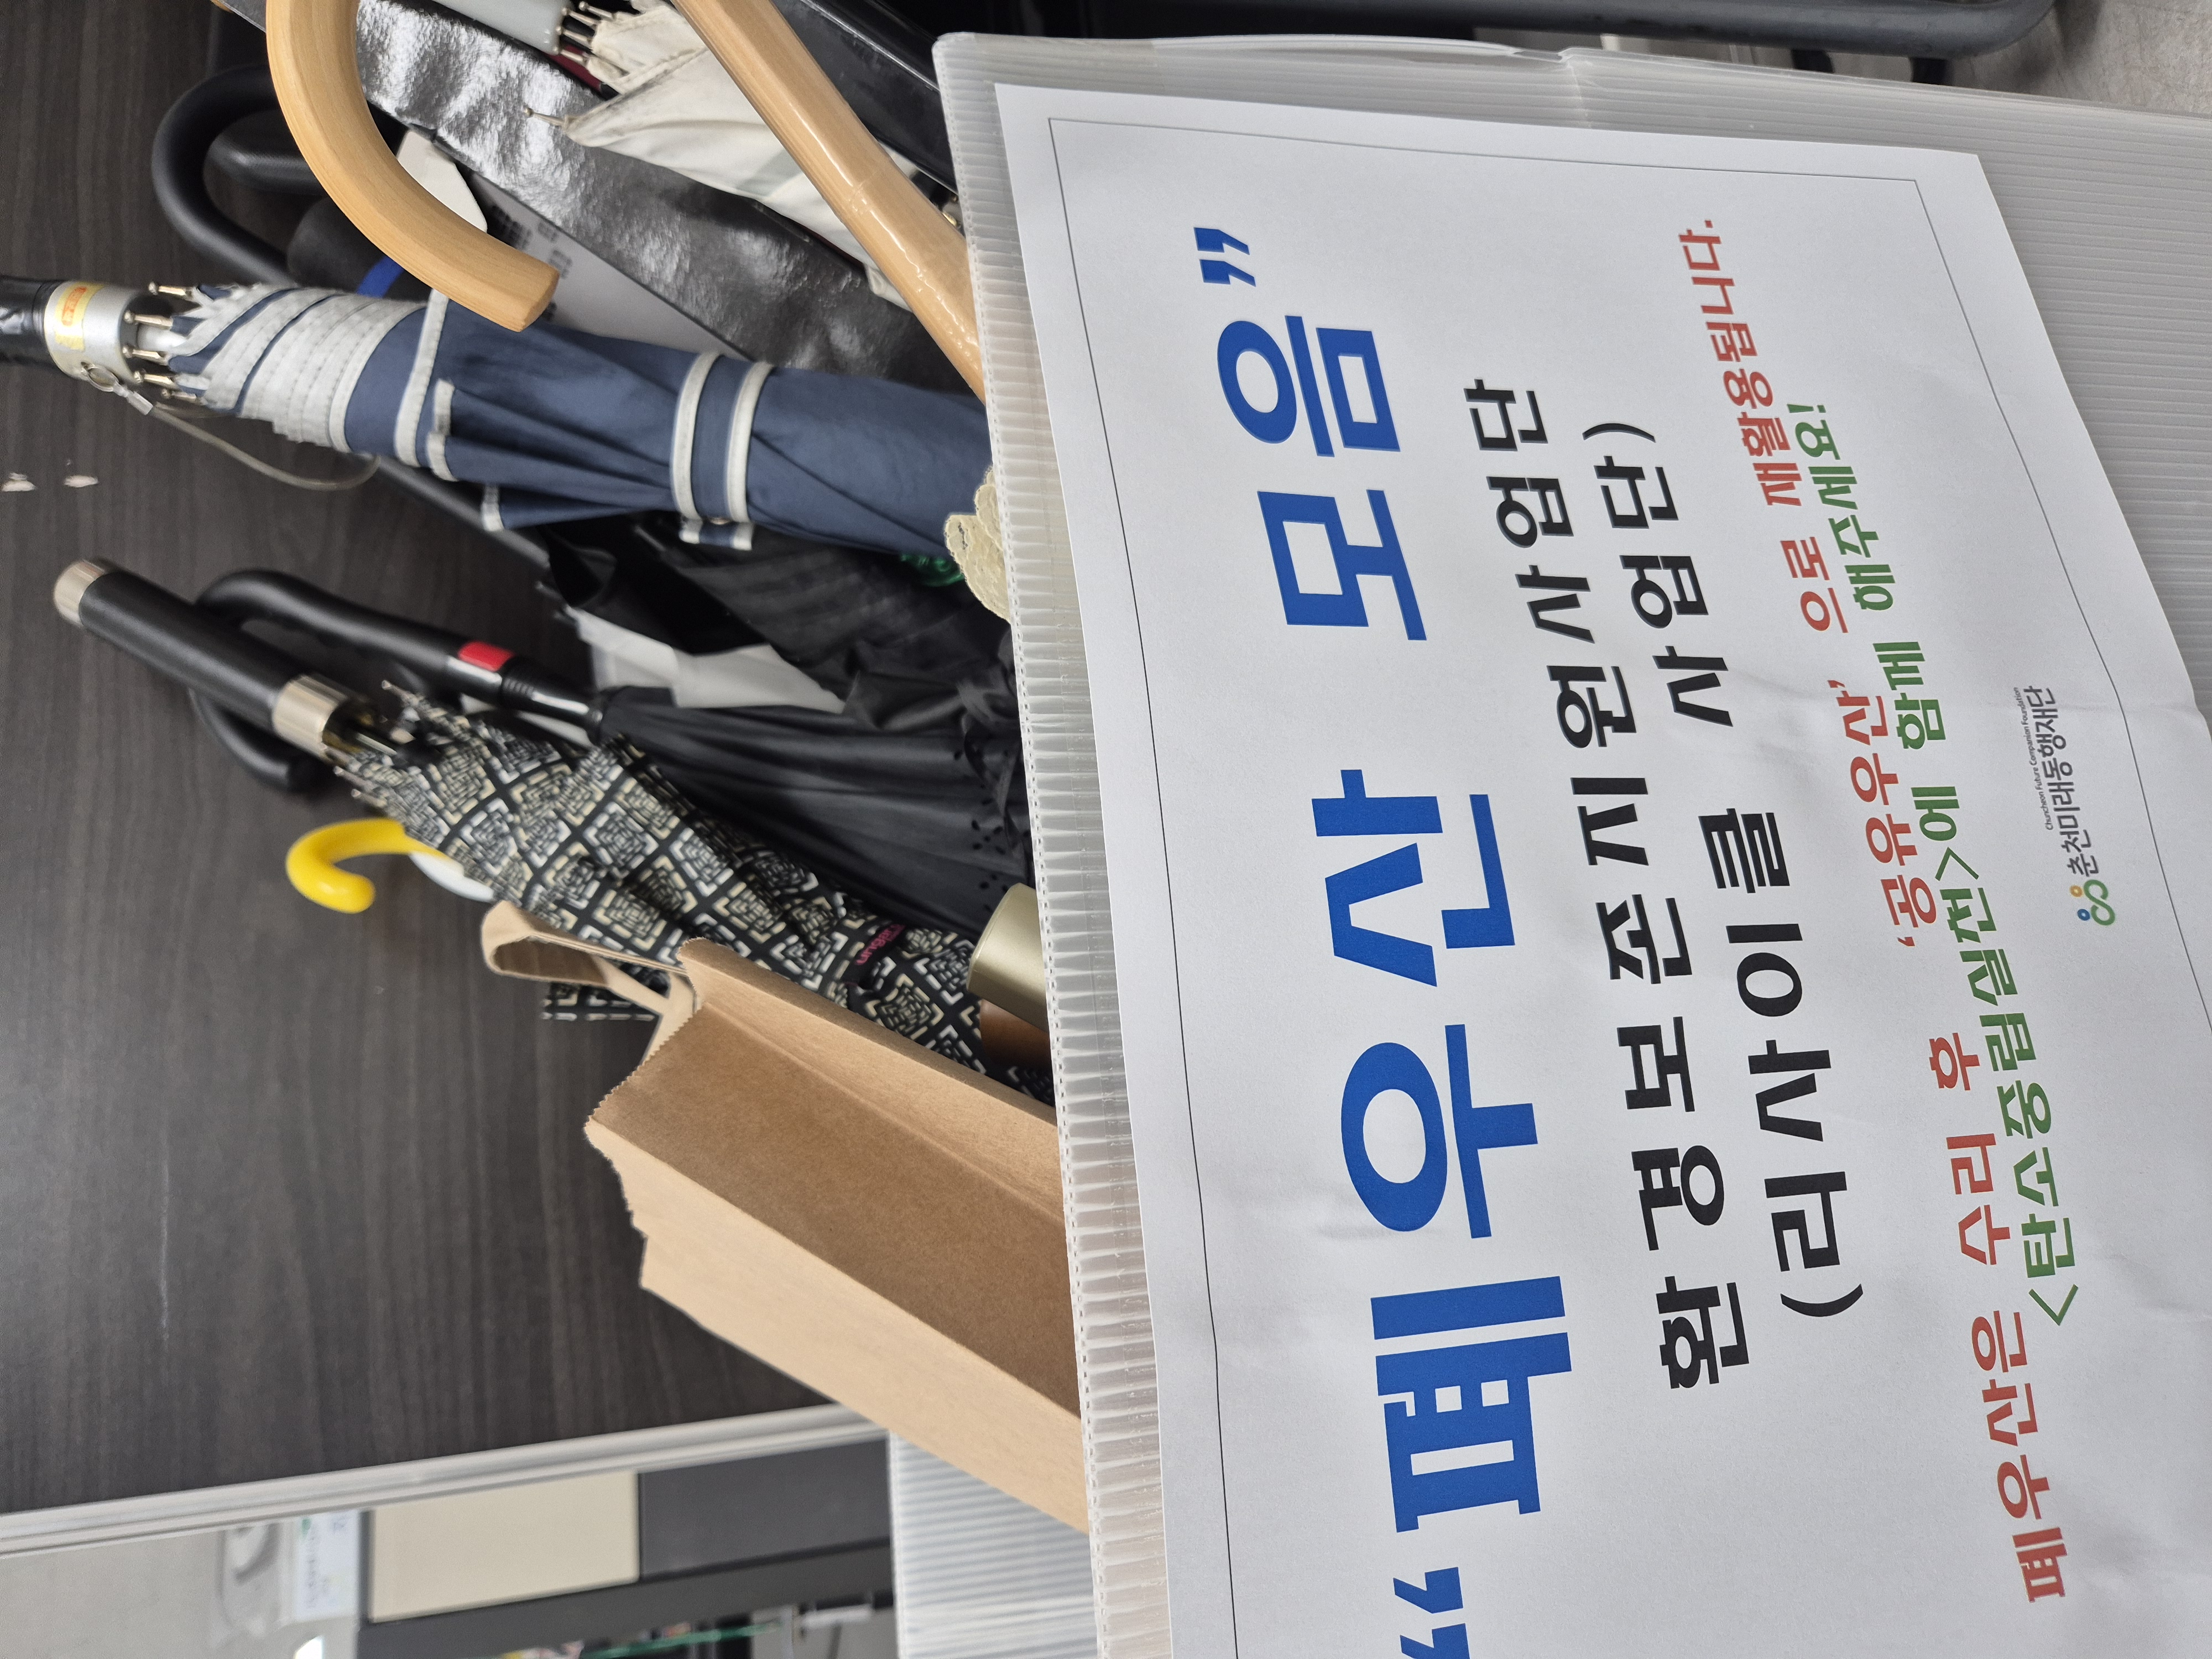 “폐우산 모음”
환경보존지원사업단
(리사이클 사업단)
폐우산은 수리 후 ‘공유우산’ 으로 재활용됩니다.
<탄소중립실천>에 함께 해주세요!
Chuncheon Future Companion Foundation
춘천미래동행재단
ungaro